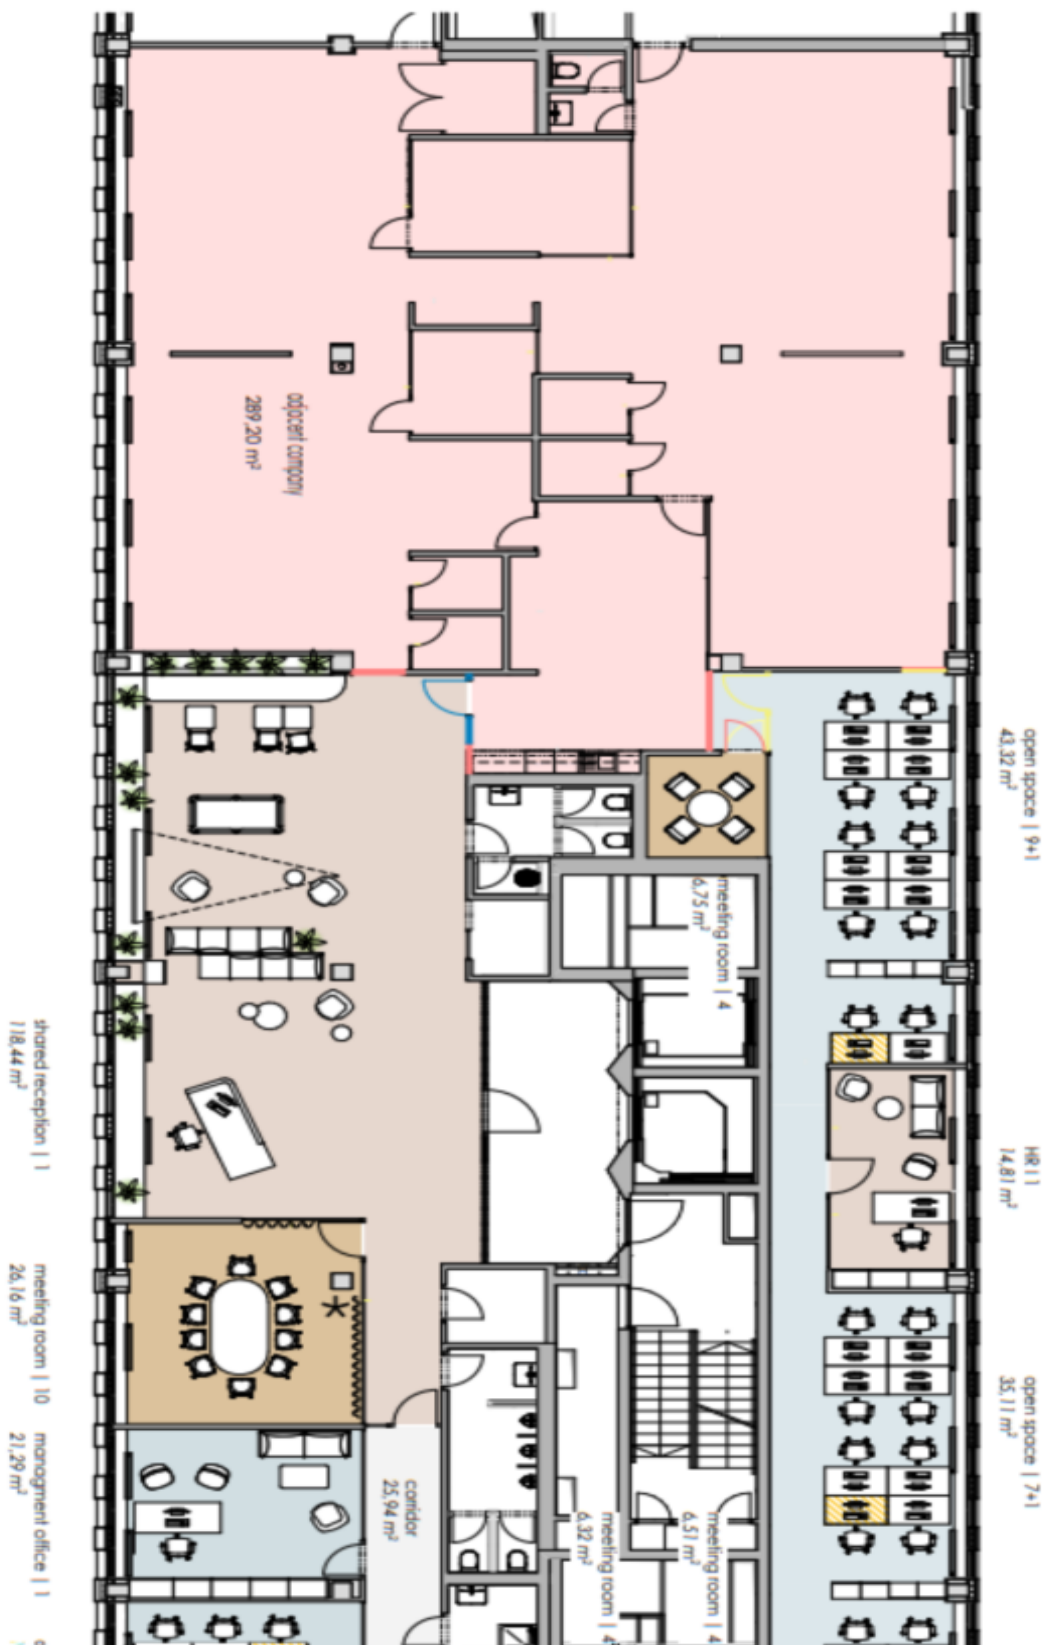 adjacent company
289,20 m²
open space | 9+1
43,32 m²
meeting room | 4
6,75 m²
shared reception | 1
118,44 m²
HR | 1
14,81 m²
meeting room | 10
26,16 m²
open space | 7+1
35,11 m²
managment office | 1
21,29 m²
corridor
25,94 m²
meeting room | 4
6,32 m²
meeting room | 4
6,51 m²